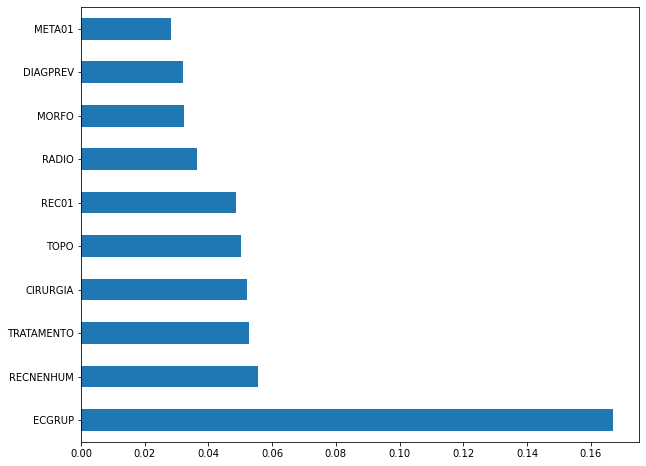 META01
DIAGPREV
MORFO
RADIO
REC01
TOPO
CIRURGIA
TRATAMENTO
RECNENHUM
ECGRUP
0.00 0.02 0.04 0.06 0.08 0.10 0.12 0.14 0.16